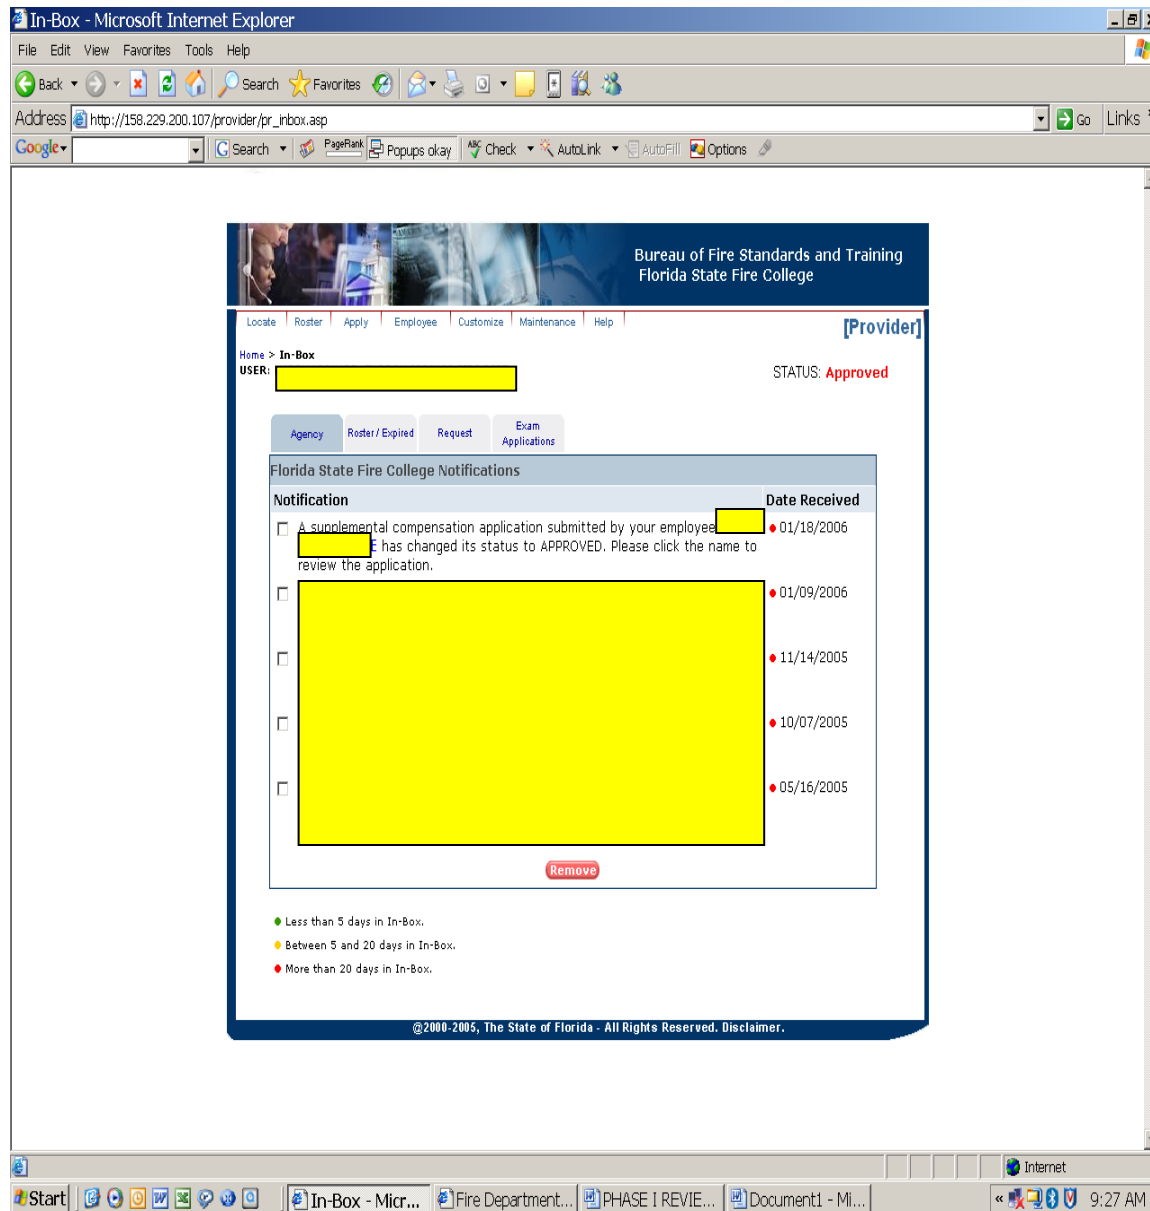 In-Box - Microsoft Internet Explorer
File Edit View Favorites Tools Help
Back Search Favorites
Address http://158.229.200.107/provider/pr_inbox.asp Go Links
Google Search PageRank Popups okay ABC Check AutoLink AutoFill Options
Bureau of Fire Standards and Training
Florida State Fire College
Locate Roster Apply Employee Customize Maintenance Help
[Provider]
Home > In-Box
USER:
STATUS: Approved
Agency Roster / Expired Request Exam Applications
Florida State Fire College Notifications
Notification Date Received
A supplemental compensation application submitted by your employee 01/18/2006
E has changed its status to APPROVED. Please click the name to
review the application.
01/09/2006
11/14/2005
10/07/2005
05/16/2005
Remove
Less than 5 days in In-Box.
Between 5 and 20 days in In-Box.
More than 20 days in In-Box.
@2000-2005, The State of Florida - All Rights Reserved. Disclaimer.
Internet
Start In-Box - Micr... Fire Department... PHASE I REVIE... Document1 - Mi... « 9:27 AM